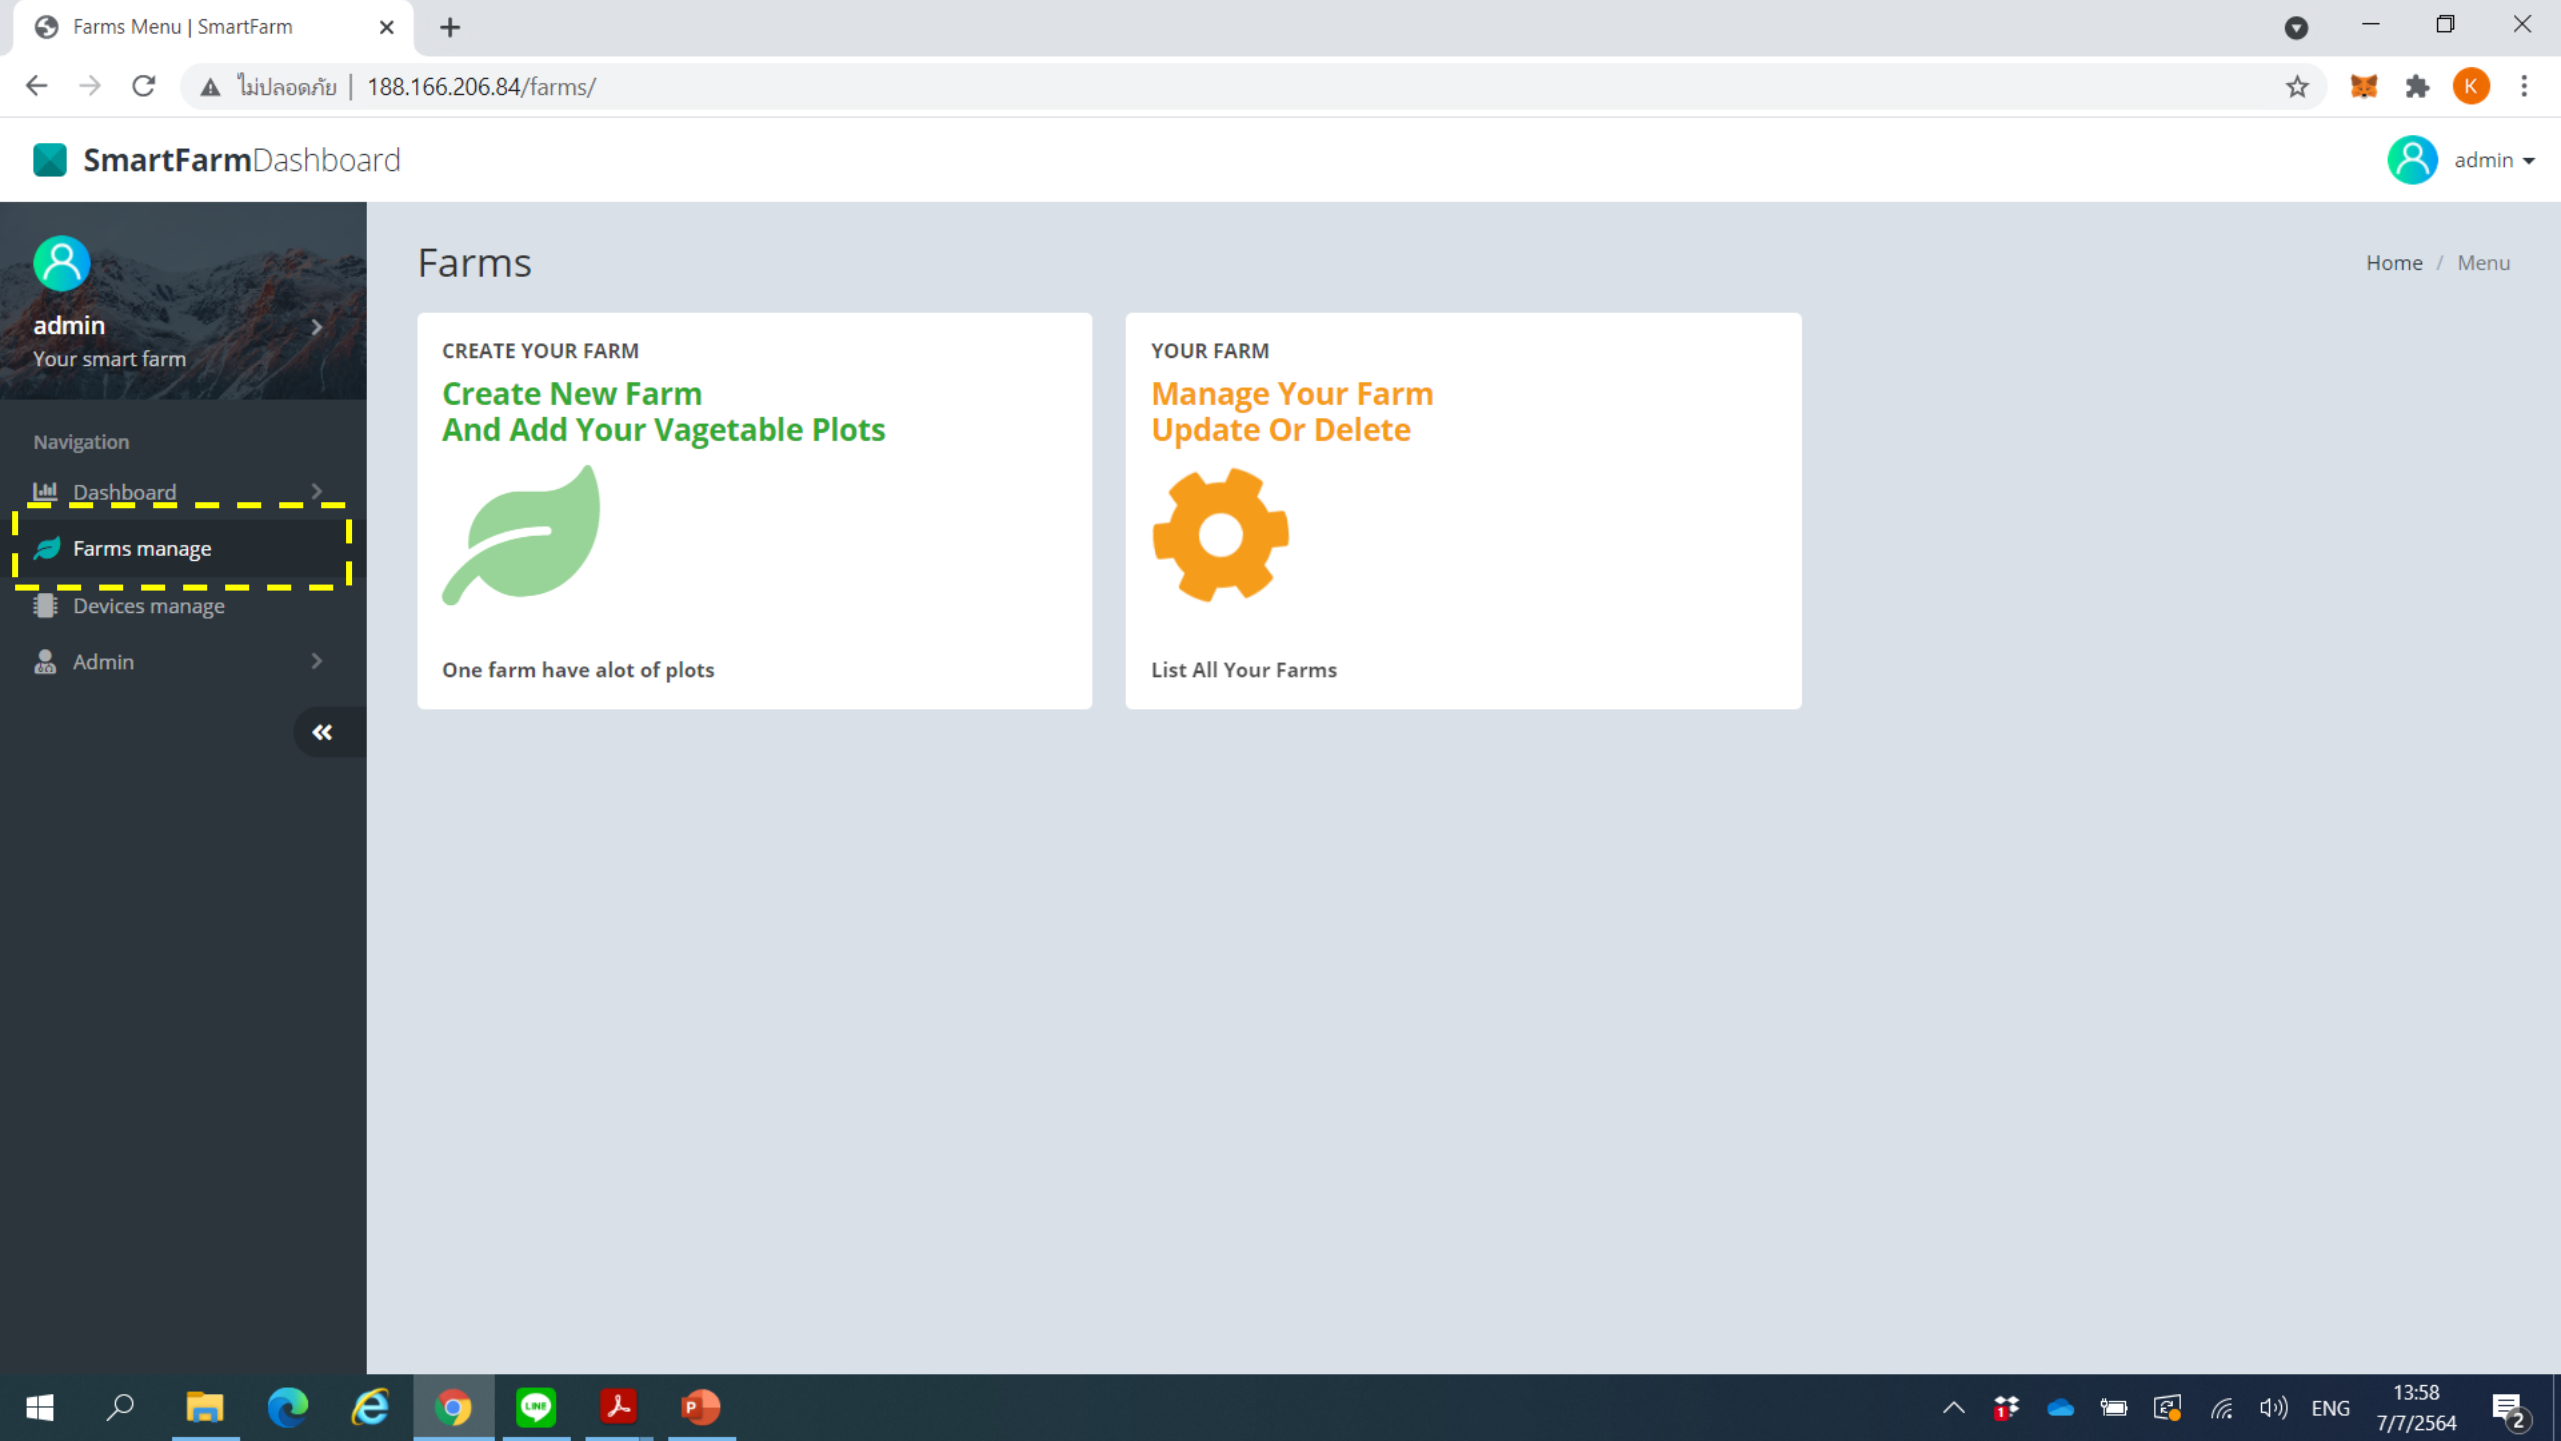 Farms Menu | SmartFarm
ไม่ปลอดภัย | 188.166.206.84/farms/
K
SmartFarmDashboard
admin
admin
Your smart farm
Navigation
Dashboard
Farms manage
Devices manage
Admin
Farms
Home / Menu
CREATE YOUR FARM
Create New Farm
And Add Your Vagetable Plots
One farm have alot of plots
YOUR FARM
Manage Your Farm
Update Or Delete
List All Your Farms
LINE
P
1
ENG
13:58
7/7/2564
2